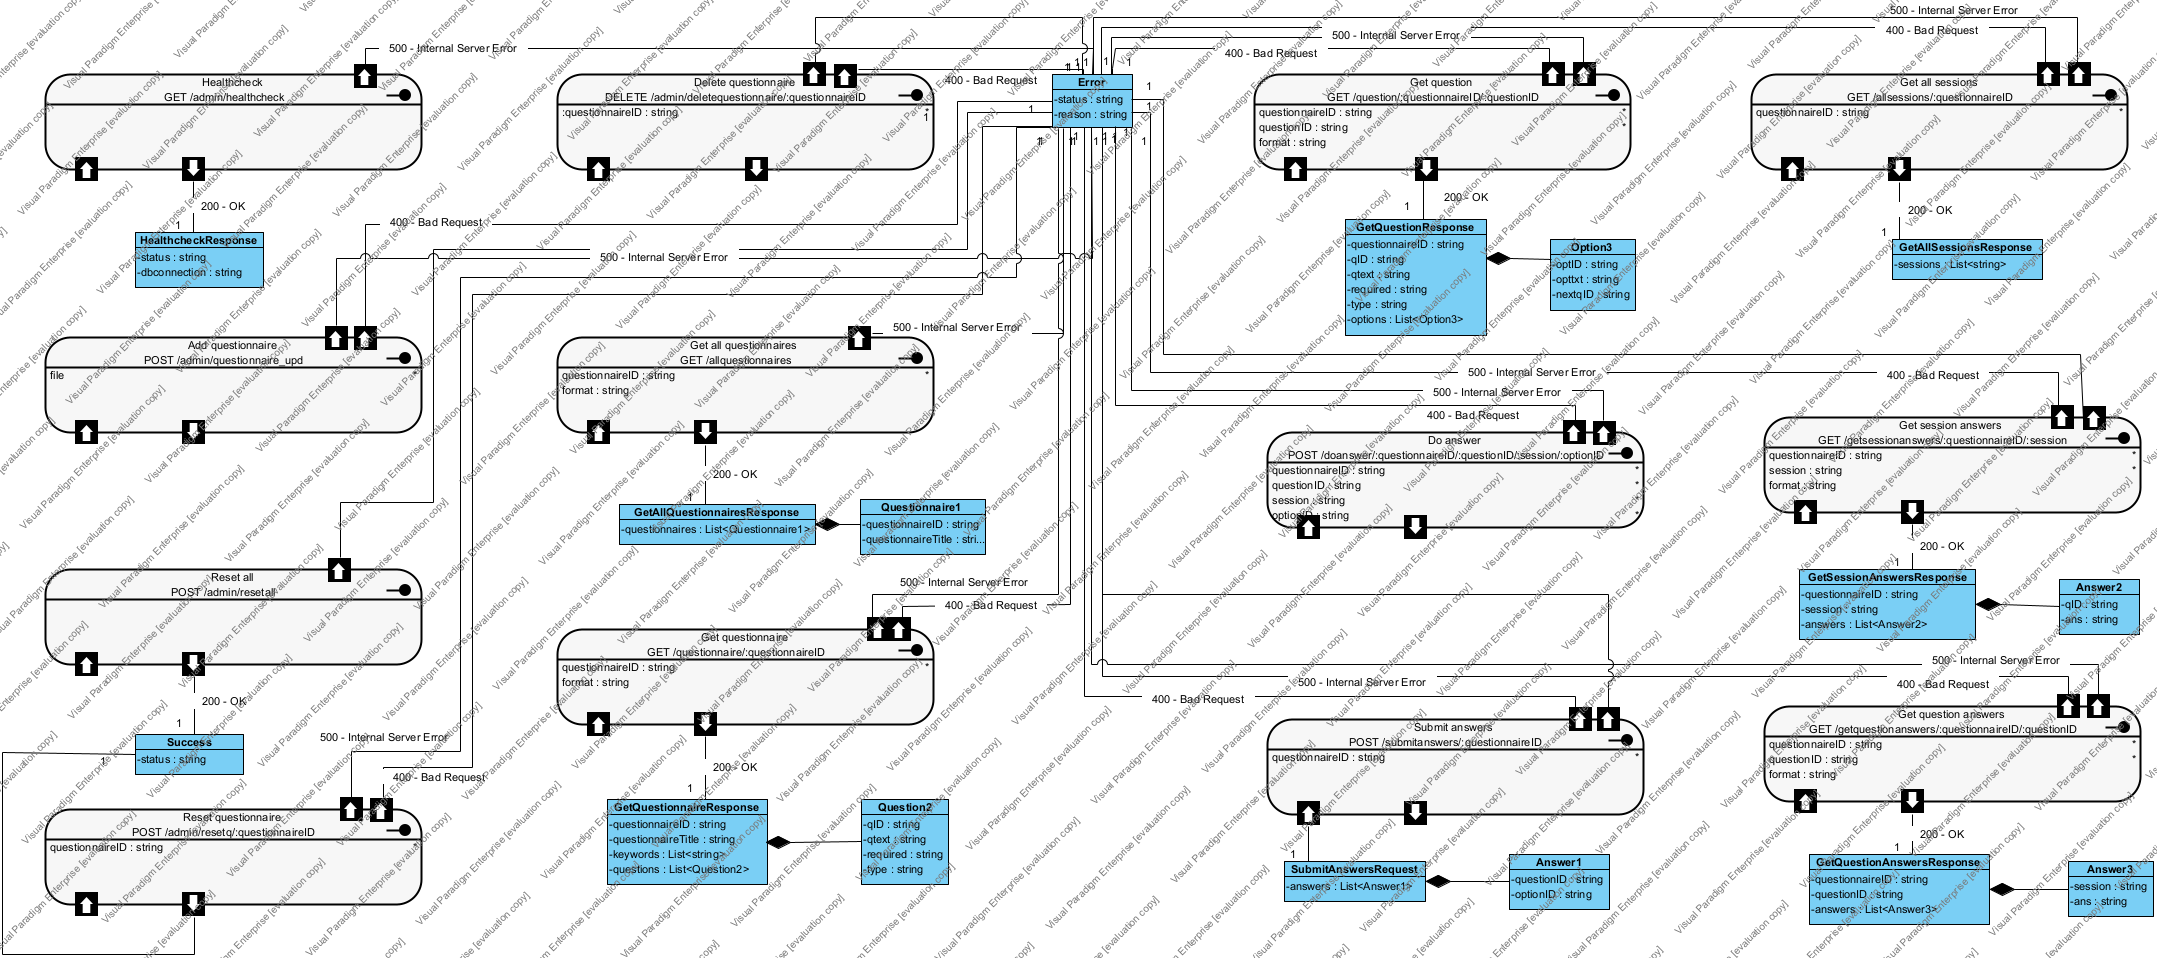 500 - Internal Server Error
400 - Bad Request
500 - Internal Server Error
400 - Bad Request
500 - Internal Server Error
400 - Bad Request
Healthcheck
GET /admin/healthcheck
200 - OK
1
HealthcheckResponse
-status : string
-dbconnection : string
Delete questionnaire
DELETE /admin/deletequestionnaire/:questionnaireID
:questionnaireID : string
*
1
Error
-status : string
-reason : string
Get question
GET /question/:questionnaireID/:questionID
questionnaireID : string
questionID : string
format : string
200 - OK
1
GetQuestionResponse
-questionnaireID : string
-qID : string
-qtext : string
-required : string
-type : string
-options : List<Option3>
Option3
-optID : string
-opttxt : string
-nextqID : string
Get all sessions
GET /allsessions/:questionnaireID
questionnaireID : string
200 - OK
1
GetAllSessionsResponse
-sessions : List<string>
400 - Bad Request
500 - Internal Server Error
Add questionnaire
POST /admin/questionnaire_upd
file
500 - Internal Server Error
Get all questionnaires
GET /allquestionnaires
questionnaireID : string
format : string
200 - OK
1
GetAllQuestionnairesResponse
-questionnaires : List<Questionnaire1>
Questionnaire1
-questionnaireID : string
-questionnaireTitle : stri...
500 - Internal Server Error
400 - Bad Request
500 - Internal Server Error
400 - Bad Request
Do answer
POST /doanswer/:questionnaireID/:questionID/:session/:optionID
questionnaireID : string
questionID : string
session : string
optionID : string
Get session answers
GET /getsessionanswers/:questionnaireID/:session
questionnaireID : string
session : string
format : string
200 - OK
1
GetSessionAnswersResponse
-questionnaireID : string
-session : string
-answers : List<Answer2>
Answer2
-qID : string
-ans : string
Reset all
POST /admin/resetall
200 - OK
1
Success
-status : string
1
500 - Internal Server Error
400 - Bad Request
Get questionnaire
GET /questionnaire/:questionnaireID
questionnaireID : string
format : string
200 - OK
1
GetQuestionnaireResponse
-questionnaireID : string
-questionnaireTitle : string
-keywords : List<string>
-questions : List<Question2>
Question2
-qID : string
-qtext : string
-required : string
-type : string
500 - Internal Server Error
400 - Bad Request
500 - Internal Server Error
400 - Bad Request
Submit answers
POST /submitanswers/:questionnaireID
questionnaireID : string
1
SubmitAnswersRequest
-answers : List<Answer1>
Answer1
-questionID : string
-optionID : string
Get question answers
GET /getquestionanswers/:questionnaireID/:questionID
questionnaireID : string
questionID : string
format : string
200 - OK
1
GetQuestionAnswersResponse
-questionnaireID : string
-questionID : string
-answers : List<Answer3>
Answer3
-session : string
-ans : string
500 - Internal Server Error
400 - Bad Request
Reset questionnaire
POST /admin/resetq/:questionnaireID
questionnaireID : string
Visual Paradigm Enterprise [evaluation copy]